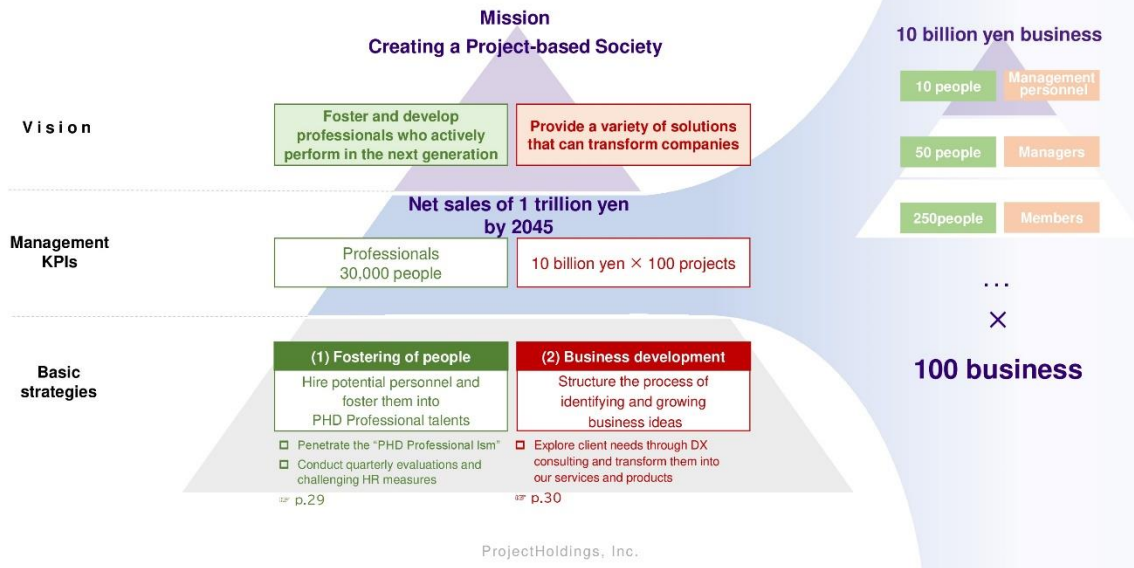 Mission
Creating a Project-based Society
Vision
Foster and develop
professionals who actively
perform in the next generation
Provide a variety of solutions
that can transform companies
Management
KPIs
Net sales of 1 trillion yen
by 2045
Professionals
30,000 people
10 billion yen × 100 projects
Basic
strategies
(1) Fostering of people
Hire potential personnel and
foster them into
PHD Professional talents
❑ Penetrate the “PHD Professional Ism”
❑ Conduct quarterly evaluations and
challenging HR measures
☞ p.29
(2) Business development
Structure the process of
identifying and growing
business ideas
❑ Explore client needs through DX
consulting and transform them into
our services and products
☞ p.30
10 billion yen business
10 people
Management
personnel
50 people
Managers
250people
Members
...
×
100 business
ProjectHoldings, Inc.